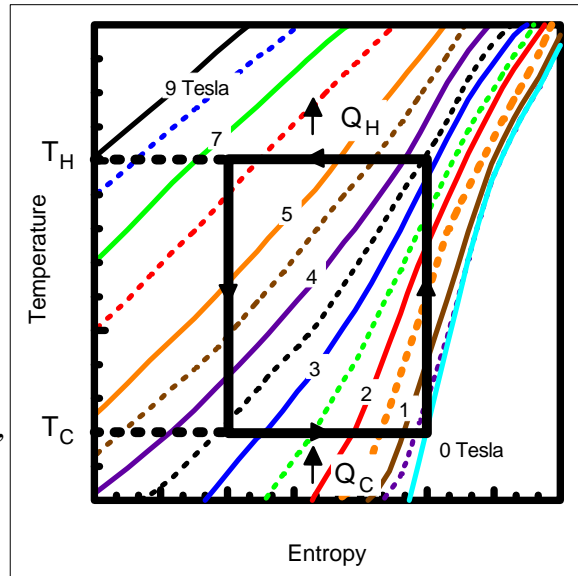 9 Tesla
Q_H
T_H
7
5
4
3
2
1
0 Tesla
T_C
Q_C
Temperature
Entropy
,